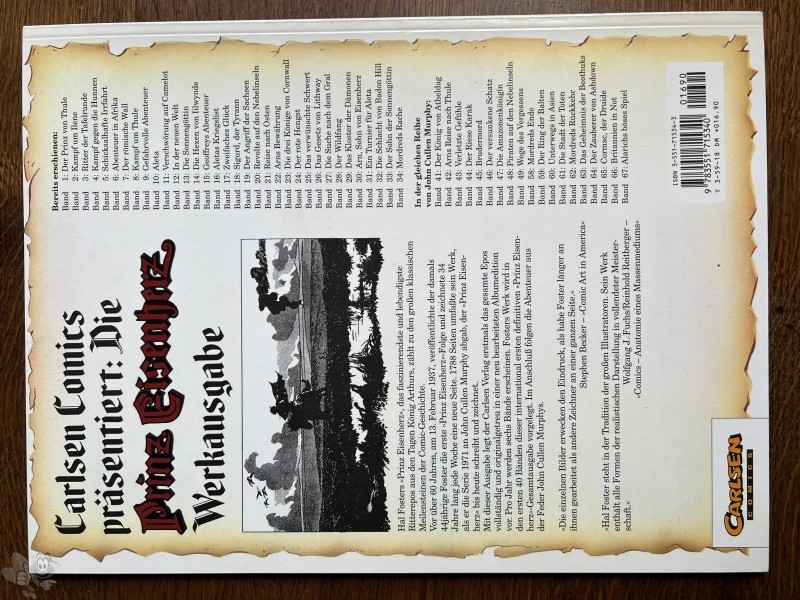 Carlsen Comics
präsentiert: Die
Prinz Eisenherz
Werkausgabe
Hal Fosters »Prinz Eisenherz«, das faszinierendste und lebendigste
Ritterepos aus den Tagen König Arthurs, zählt zu den großen klassischen
Meilensteinen der Comic-Geschichte.
Vor über 60 Jahren, am 13. Februar 1937, veröffentlichte der damals
44jährige Foster die erste »Prinz Eisenherz«-Folge und zeichnete 34
Jahre lang jede Woche eine neue Seite. 1788 Seiten umfaßte sein Werk,
als er die Serie 1971 an John Cullen Murphy abgab, der »Prinz Eisen-
herz« bis heute schreibt und zeichnet.
Mit dieser Ausgabe legt der Carlsen Verlag erstmals das gesamte Epos
vollständig und originalgetreu in einer neu bearbeiteten Albumedition
vor. Pro Jahr werden sechs Bände erscheinen. Fosters Werk wird in
den ersten 40 Bänden dieser international ersten definitiven »Prinz Eisen-
herz«-Gesamtausgabe vorgelegt. Im Anschluß folgen die Abenteuer aus
der Feder John Cullen Murphys.
»Die einzelnen Bilder erwecken den Eindruck, als habe Foster länger an
ihnen gearbeitet als andere Zeichner an einer ganzen Seite.«
Stephen Becker – »Comic Art in America«
»Hal Foster steht in der Tradition der großen Illustratoren. Sein Werk
enthält alle Formen der realistischen Darstellung in vollendeter Meister-
schaft.«
Wolfgang J. Fuchs/Reinhold Reitberger –
»Comics – Anatomie eines Massenmediums«
CARLSEN
COMICS
Bereits erschienen:
Band 1: Der Prinz von Thule
Band 2: Kampf um Ilene
Band 3: Ritter der Tafelrunde
Band 4: Kampf gegen die Hunnen
Band 5: Schicksalhafte Irrfahrt
Band 6: Abenteuer in Afrika
Band 7: Der römische Wall
Band 8: Kampf um Thule
Band 9: Gefahrvolle Abenteuer
Band 10: Aleta
Band 11: Verschwörung auf Camelot
Band 12: In der neuen Welt
Band 13: Die Sonnengöttin
Band 14: Die Herren von Illwynde
Band 15: Geoffreys Abenteuer
Band 16: Aletas Kriegslist
Band 17: Zweifaches Glück
Band 18: Sigurd, der Tyrann
Band 19: Der Angriff der Sachsen
Band 20: Revolte auf den Nebelinseln
Band 21: Reise nach Osten
Band 22: Arns Bewährung
Band 23: Die drei Könige von Cornwall
Band 24: Der rote Hengst
Band 25: Das verwunschte Schwert
Band 26: Das Gesetz von Lithway
Band 27: Die Suche nach dem Gral
Band 28: Der Wildfang
Band 29: Das Kloster der Dämonen
Band 30: Arn, Sohn von Eisenherz
Band 31: Ein Turnier für Aleta
Band 32: Die Schlacht von Badon Hill
Band 33: Der Sohn der Sonnengöttin
Band 34: Mordreds Rache
In der gleichen Reihe
von John Cullen Murphy:
Band 41: Der König von Atheldag
Band 42: Arns Reise nach Thule
Band 43: Verletzte Gefühle
Band 44: Der Riese Karak
Band 45: Kindermord
Band 46: Der versunkene Schatz
Band 47: Die Amazonenkönigin
Band 48: Piraten auf den Nebelinseln
Band 49: Wege des Vergessens
Band 58: Mordreds Ende
Band 59: Der Ring der Balten
Band 60: Unterwegs in Asien
Band 61: Die Stadt der Toten
Band 62: Mordreds Rückkehr
Band 63: Das Geheimnis der Beothuks
Band 64: Der Zauberer von Ashdown
Band 65: Cormac, der Druide
Band 66: Britannien in Not
Band 67: Alarichs böses Spiel
ISBN 3-551-71534-3
9 783551 715340
01690
T 3-59-18 DM +016.90